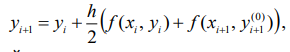 $y_{i+1} = y_i + \frac{h}{2}\left(f(x_i, y_i) + f(x_{i+1}, y_{i+1}^{(0)})\right),$